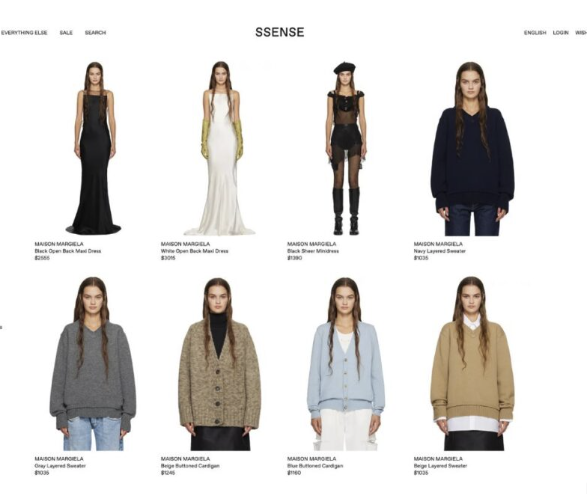 EVERYTHING ELSE SALE SEARCH
SSENSE
ENGLISH LOGIN WISH
MAISON MARGIELA
Black Open Back Maxi Dress
$2555
MAISON MARGIELA
White Open Back Maxi Dress
$3015
MAISON MARGIELA
Black Sheer Minidress
$1390
MAISON MARGIELA
Navy Layered Sweater
$1035
MAISON MARGIELA
Gray Layered Sweater
$1035
MAISON MARGIELA
Beige Buttoned Cardigan
$1245
MAISON MARGIELA
Blue Buttoned Cardigan
$1160
MAISON MARGIELA
Beige Layered Sweater
$1035